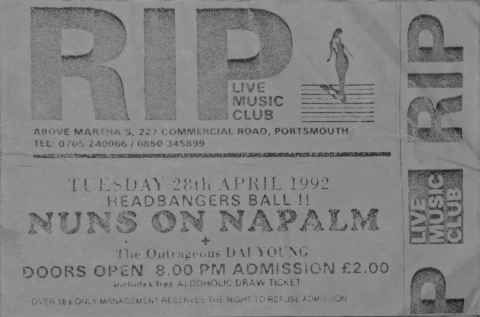 RIP
LIVE
MUSIC
CLUB
ABOVE MARTHA'S, 227 COMMERCIAL ROAD, PORTSMOUTH
TEL: 0705 240066 / 0850 345899
TUESDAY 28th APRIL 1992
HEADBANGERS BALL !!
NUNS ON NAPALM
+
The Outrageous DAI YOUNG
DOORS OPEN 8.00 PM ADMISSION £2.00
includes free ALCOHOLIC DRAW TICKET
OVER 18's ONLY MANAGEMENT RESERVES THE RIGHT TO REFUSE ADMISSION
RIP
LIVE
MUSIC
CLUB
P